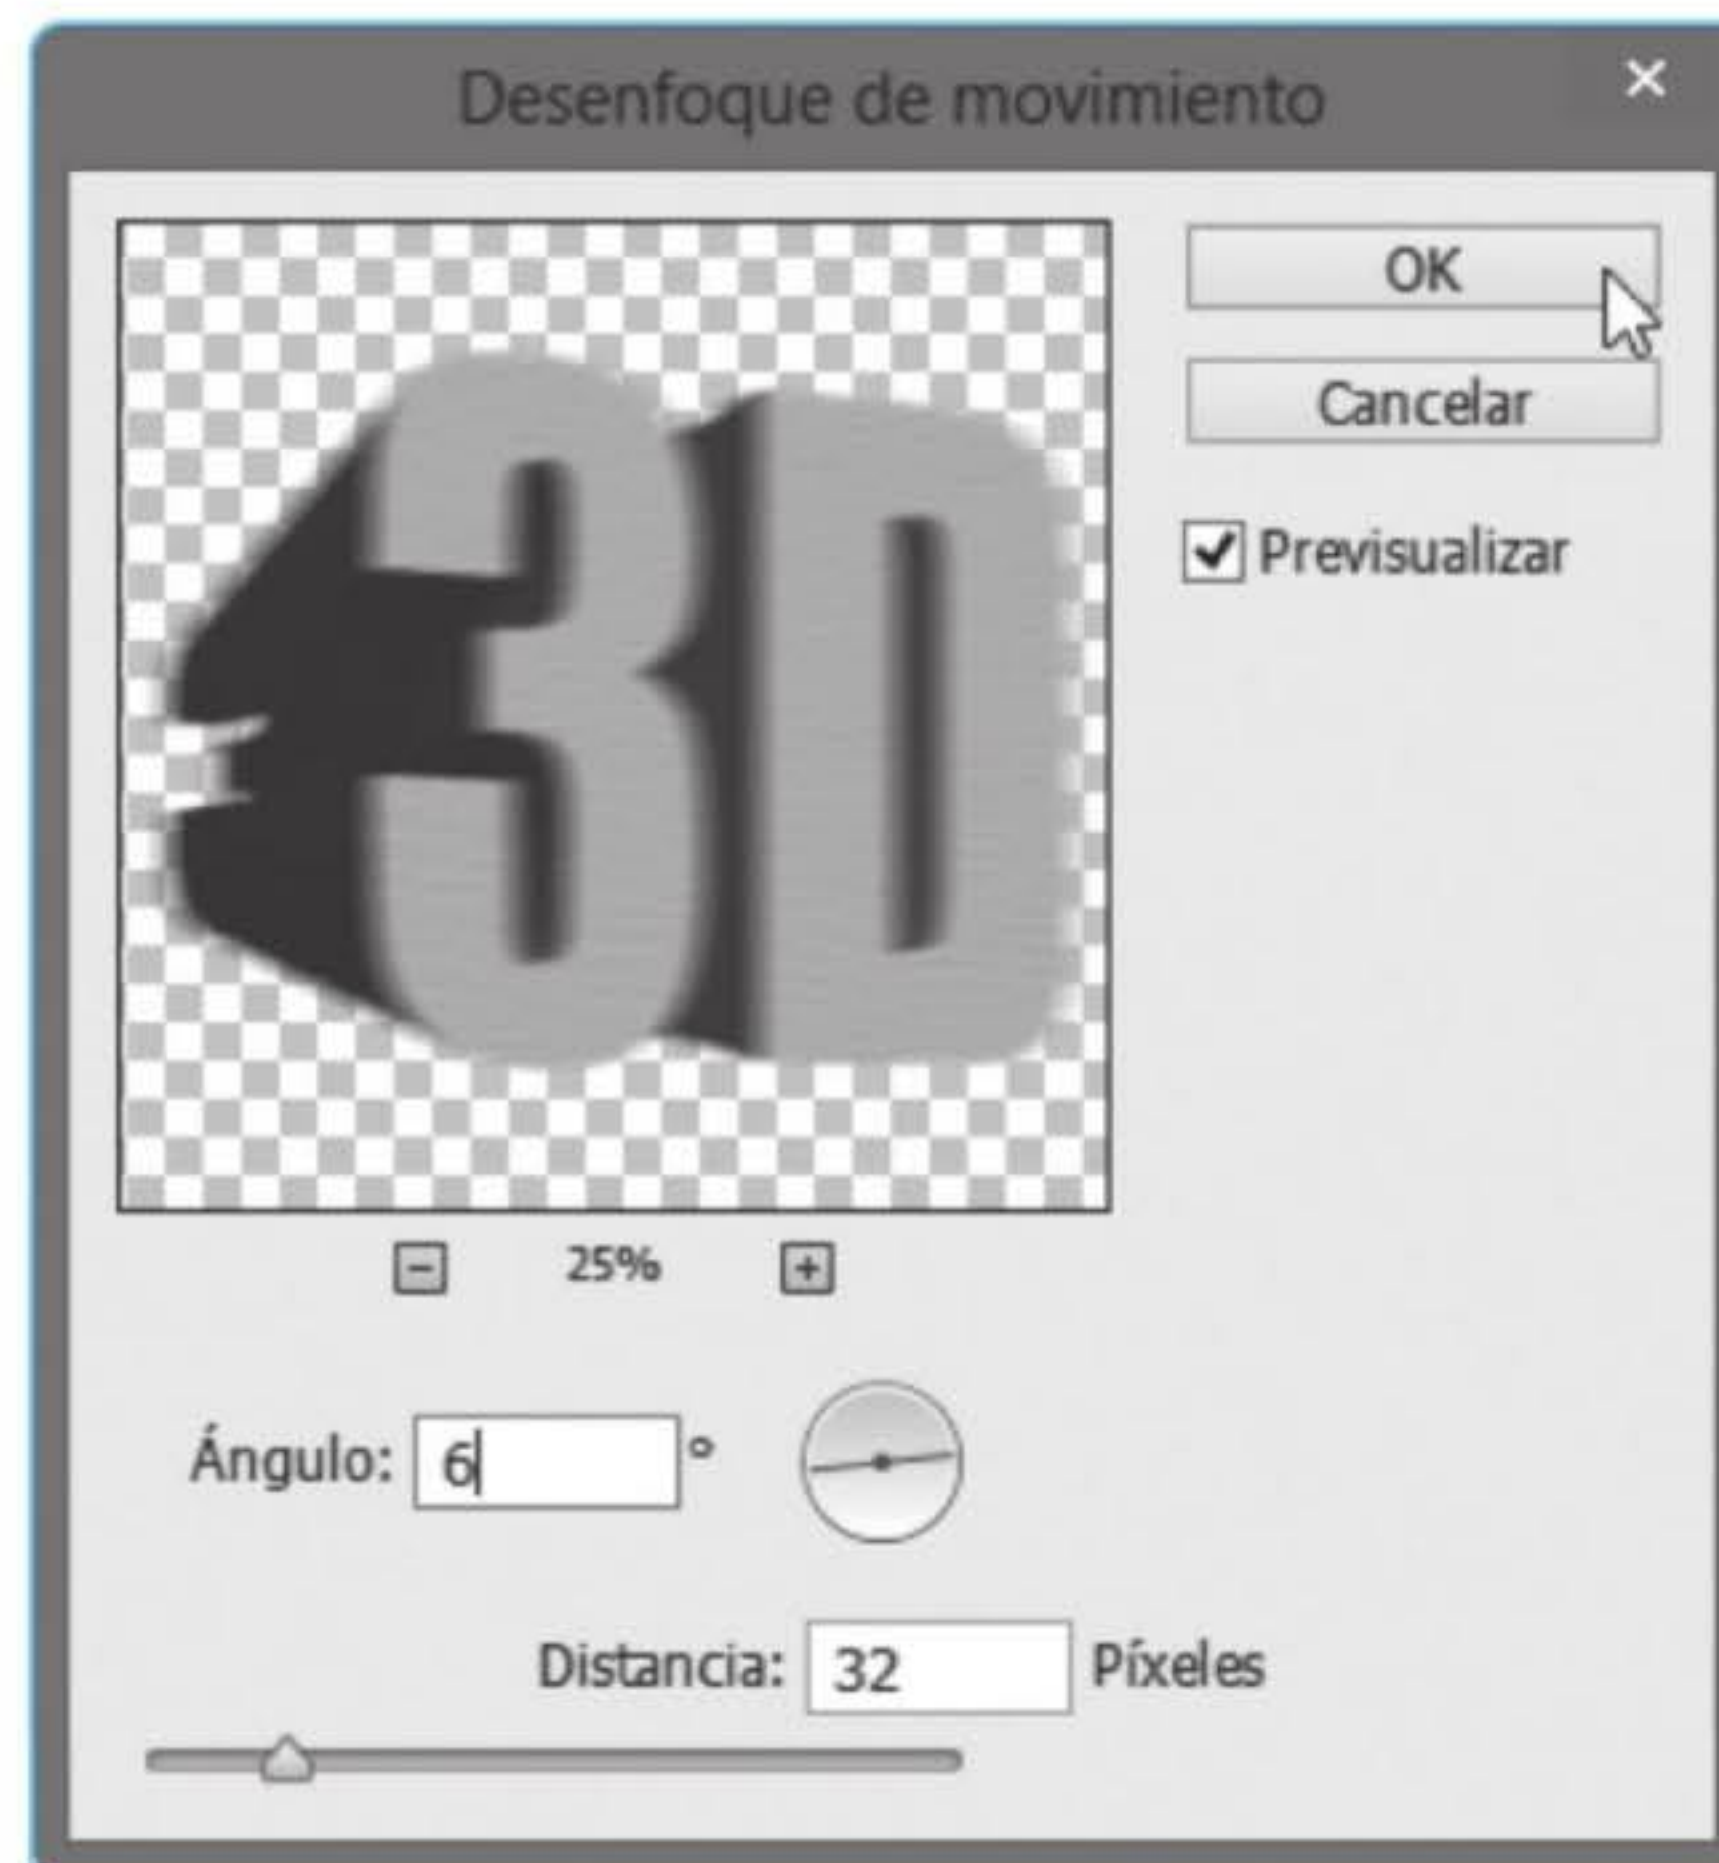 Desenfoque de movimiento
3D
OK
Cancelar
Previsualizar
25%
Ángulo: 6 °
Distancia: 32 Píxeles